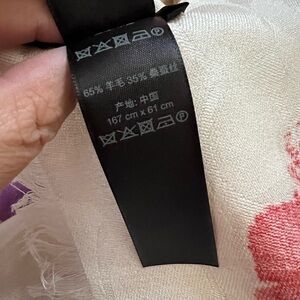 65% 羊毛 35% 桑蚕丝
产地: 中国
167 cm x 61 cm